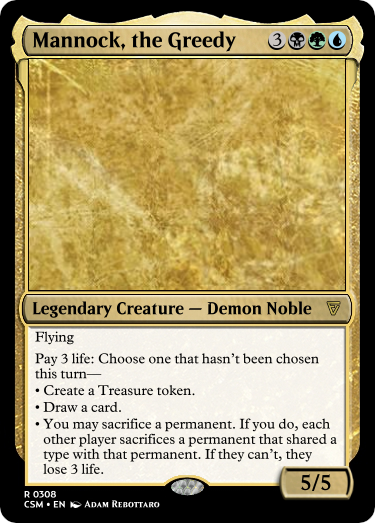 Mannock, the Greedy 3
Legendary Creature — Demon Noble
Flying
Pay 3 life: Choose one that hasn't been chosen
this turn—
• Create a Treasure token.
• Draw a card.
• You may sacrifice a permanent. If you do, each
other player sacrifices a permanent that shared a
type with that permanent. If they can't, they
lose 3 life.
5/5
R 0308
CSM • EN Adam Rebottaro